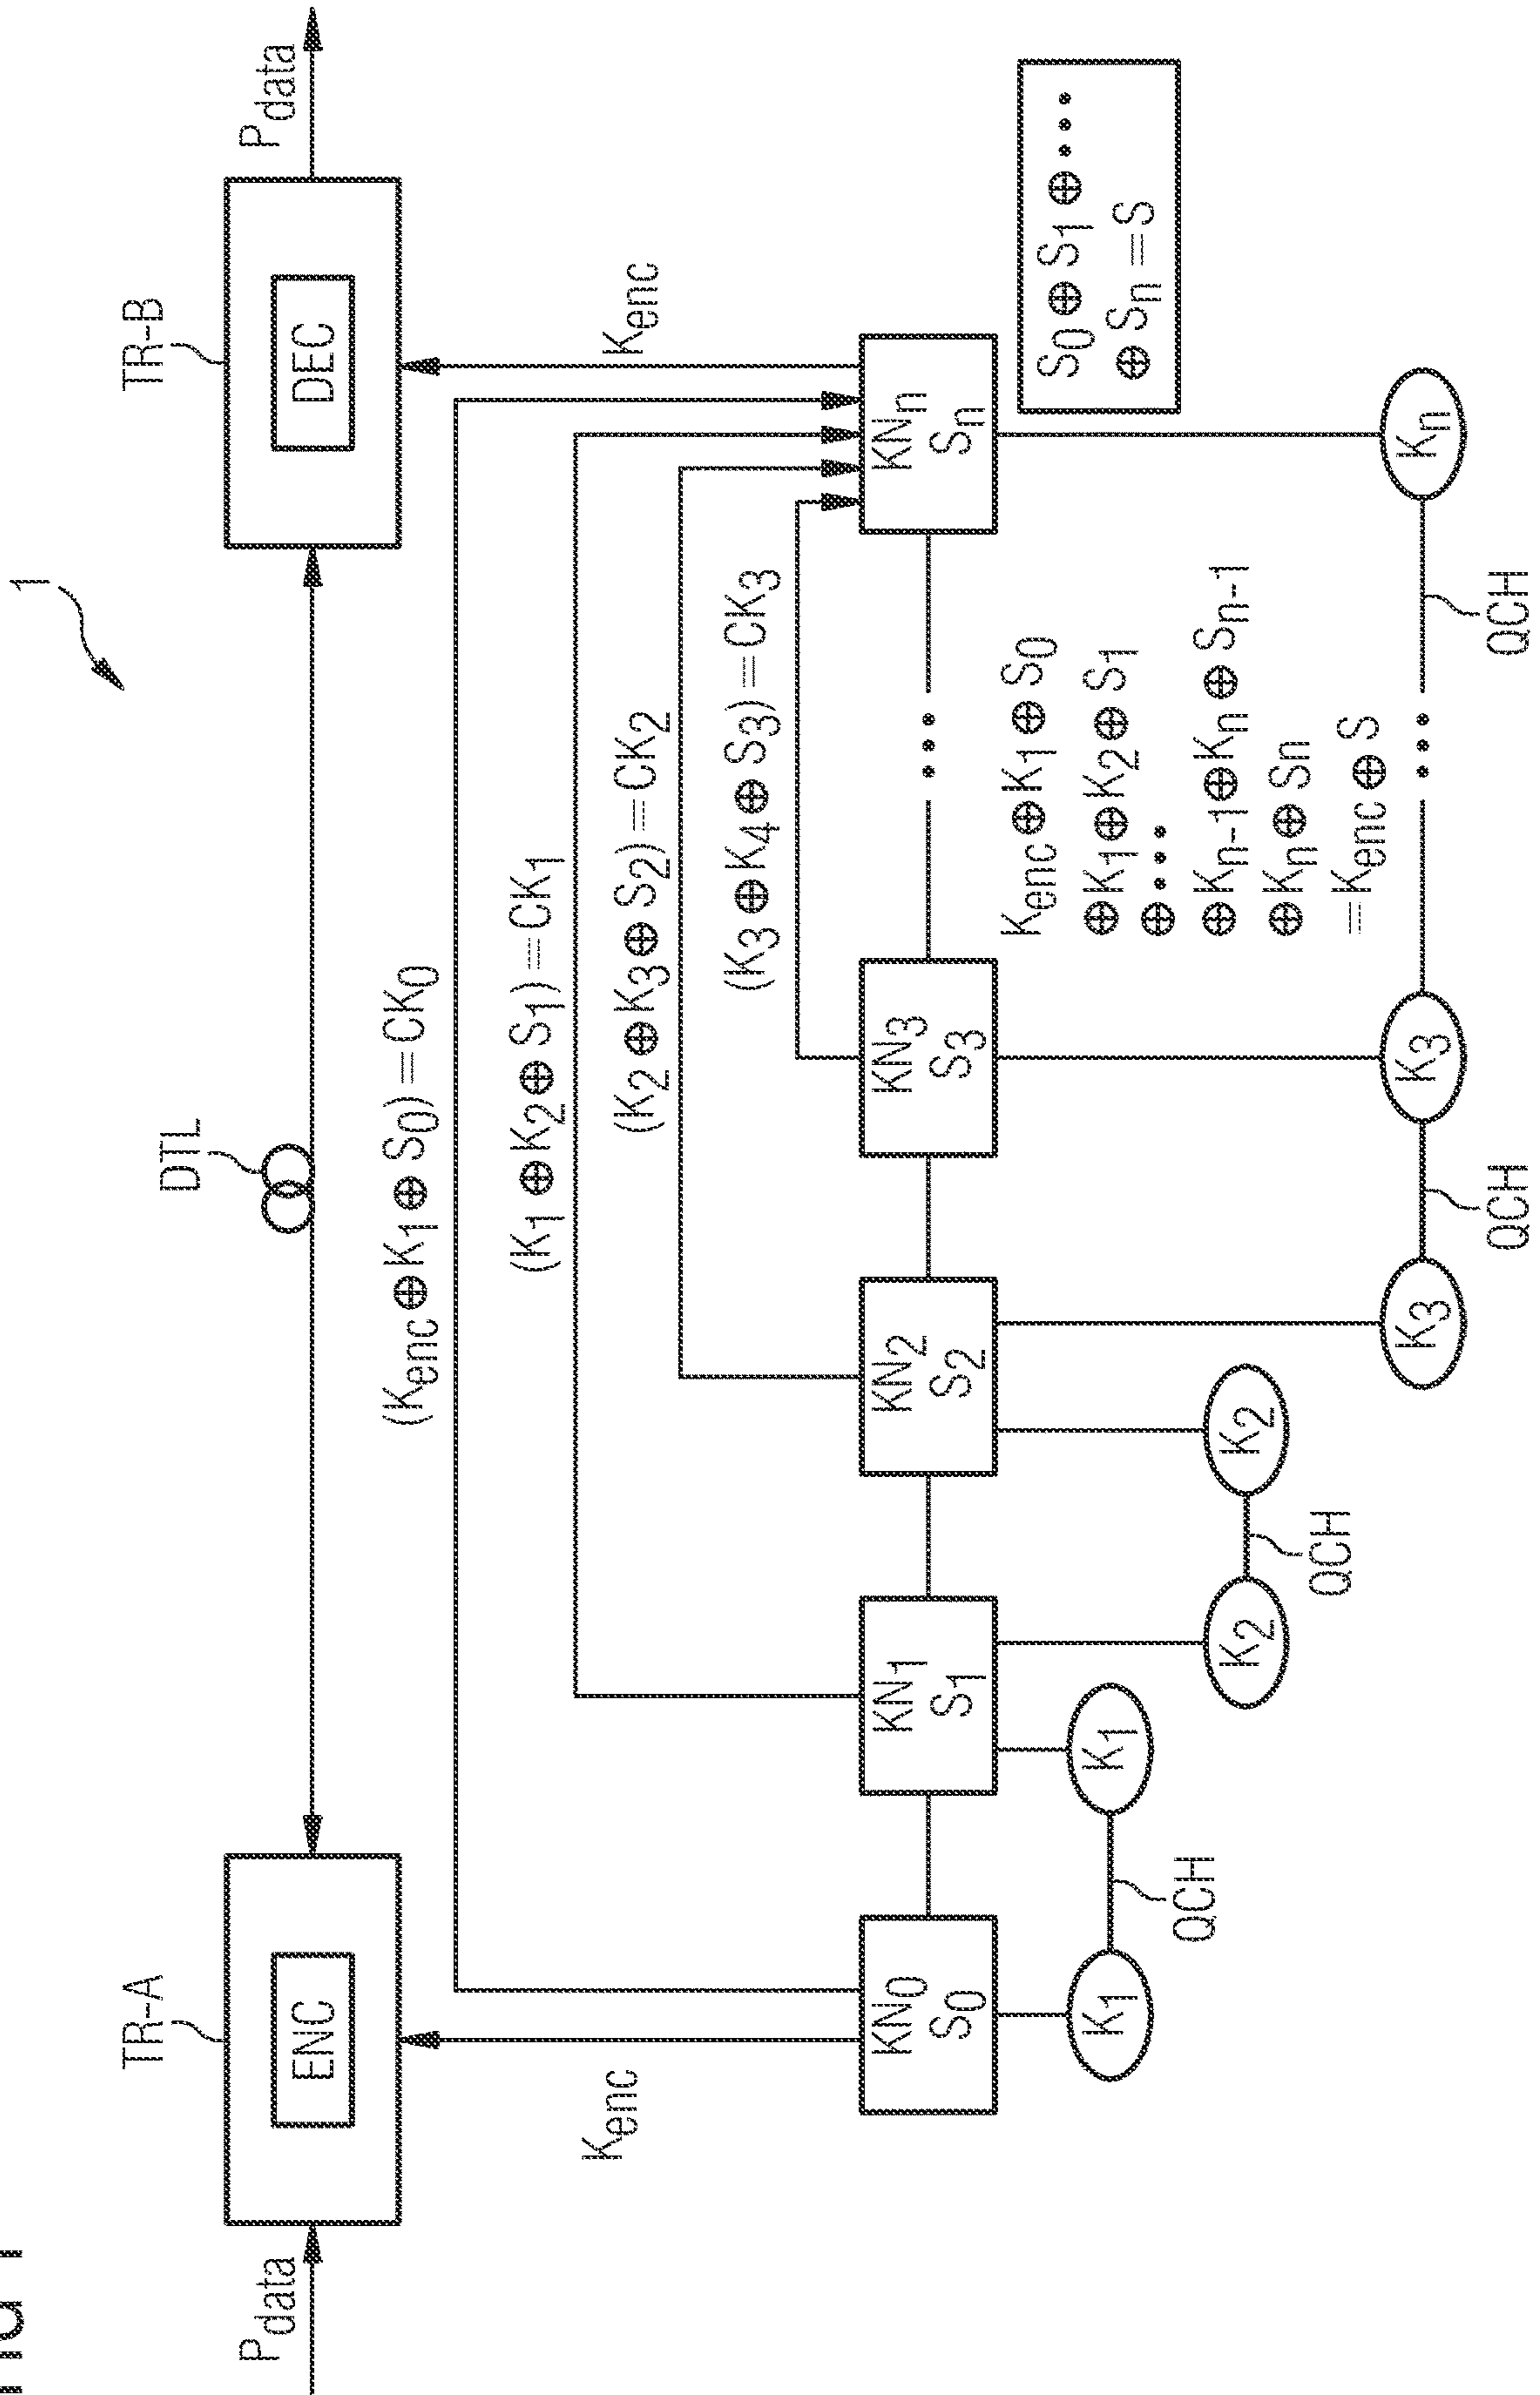 FIG 1
1
TR-A
TR-B
DTL
P_data
ENC
DEC
P_data
K_enc
K_enc
(K_enc⊕K_1⊕S_0)=CK_0
(K_1⊕K_2⊕S_1)=CK_1
(K_2⊕K_3⊕S_2)=CK_2
(K_3⊕K_4⊕S_3)=CK_3
KN_0
S_0
KN_1
S_1
KN_2
S_2
KN_3
S_3
...
KN_n
S_n
K_enc⊕K_1⊕S_0
⊕K_1⊕K_2⊕S_1
⊕...
⊕K_n-1⊕K_n⊕S_n-1
⊕K_n⊕Sn
=K_enc⊕S
S_0⊕S_1⊕...
⊕S_n=S
K_1
QCH
K_1
K_2
QCH
K_2
K_3
QCH
K_3
...
QCH
K_n